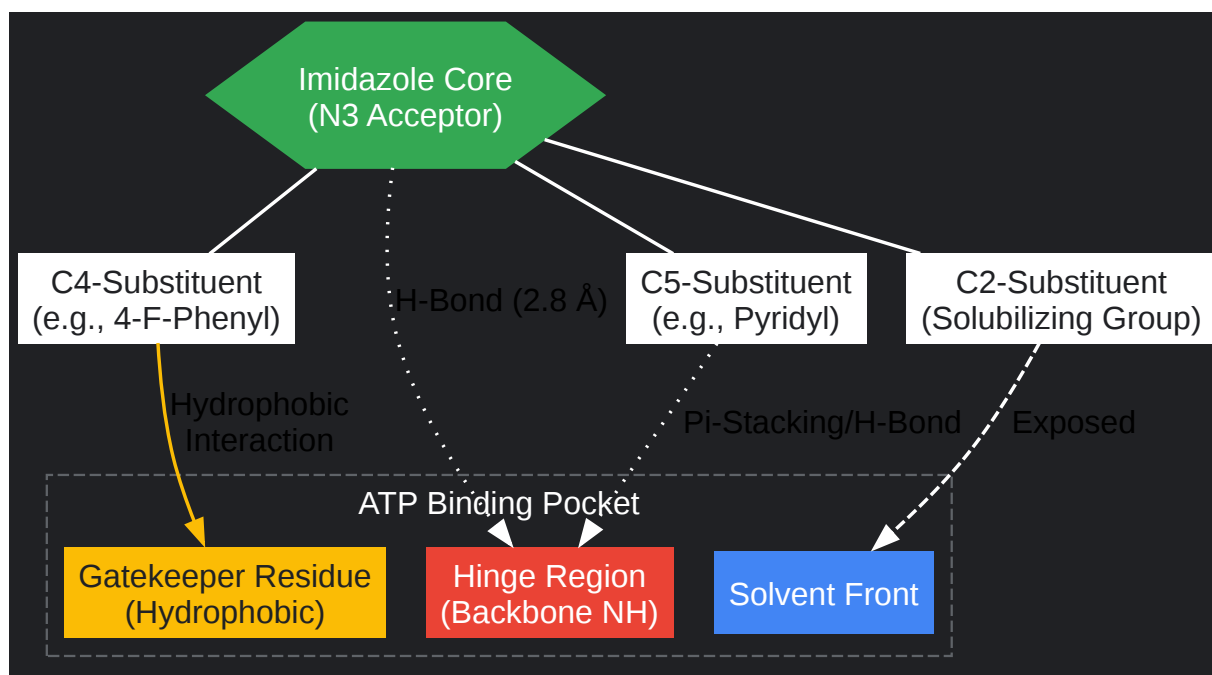 Imidazole Core
(N3 Acceptor)
C4-Substituent
(e.g., 4-F-Phenyl)
H-Bond (2.8 Å)
C5-Substituent
(e.g., Pyridyl)
C2-Substituent
(Solubilizing Group)
Hydrophobic
Interaction
Pi-Stacking/H-Bond
Exposed
ATP Binding Pocket
Gatekeeper Residue
(Hydrophobic)
Hinge Region
(Backbone NH)
Solvent Front